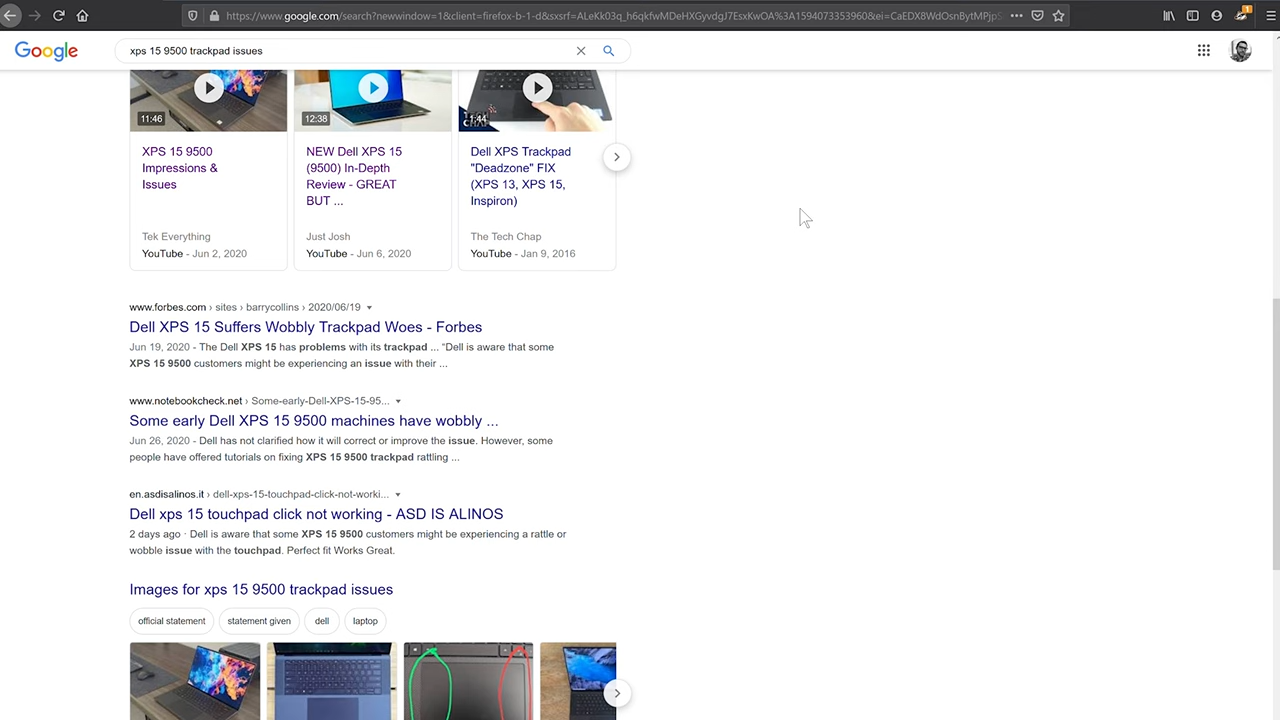 https://www.google.com/search?newwindow=1&client=firefox-b-1-d&sxsrf=ALeKk03q_h6qkfwMDeHXGyvdgJ7EsxKwOA%3A1594073353960&ei=CaEDX8WdOsnBytMPjpS
1
Google
xps 15 9500 trackpad issues
11:46
12:38
1:44
XPS 15 9500
Impressions &
Issues
Tek Everything
YouTube - Jun 2, 2020
NEW Dell XPS 15
(9500) In-Depth
Review - GREAT
BUT ...
Just Josh
YouTube - Jun 6, 2020
Dell XPS Trackpad
"Deadzone" FIX
(XPS 13, XPS 15,
Inspiron)
The Tech Chap
YouTube - Jan 9, 2016
www.forbes.com › sites › barrycollins › 2020/06/19
Dell XPS 15 Suffers Wobbly Trackpad Woes - Forbes
Jun 19, 2020 - The Dell XPS 15 has problems with its trackpad ... “Dell is aware that some
XPS 15 9500 customers might be experiencing an issue with their ...
www.notebookcheck.net › Some-early-Dell-XPS-15-95...
Some early Dell XPS 15 9500 machines have wobbly ...
Jun 26, 2020 - Dell has not clarified how it will correct or improve the issue. However, some
people have offered tutorials on fixing XPS 15 9500 trackpad rattling ...
en.asdisalinos.it › dell-xps-15-touchpad-click-not-worki...
Dell xps 15 touchpad click not working - ASD IS ALINOS
2 days ago · Dell is aware that some XPS 15 9500 customers might be experiencing a rattle or
wobble issue with the touchpad. Perfect fit Works Great.
Images for xps 15 9500 trackpad issues
official statement
statement given
dell
laptop